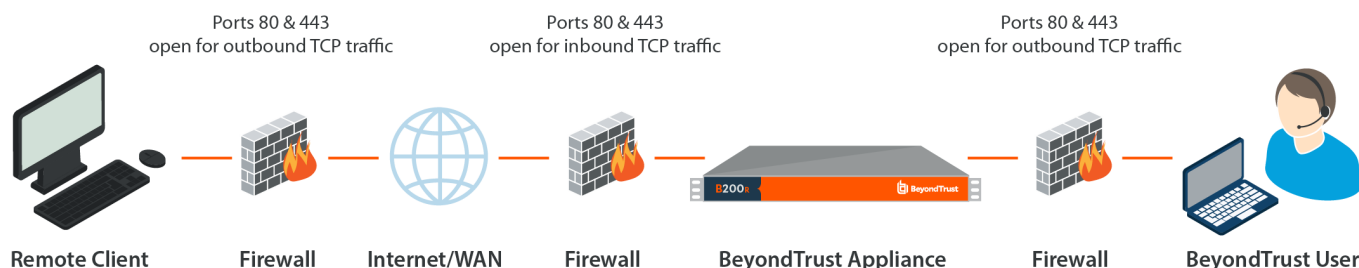 Ports 80 & 443
open for outbound TCP traffic
Ports 80 & 443
open for inbound TCP traffic
Ports 80 & 443
open for outbound TCP traffic
B200R
BeyondTrust
Remote Client
Firewall
Internet/WAN
Firewall
BeyondTrust Appliance
Firewall
BeyondTrust User